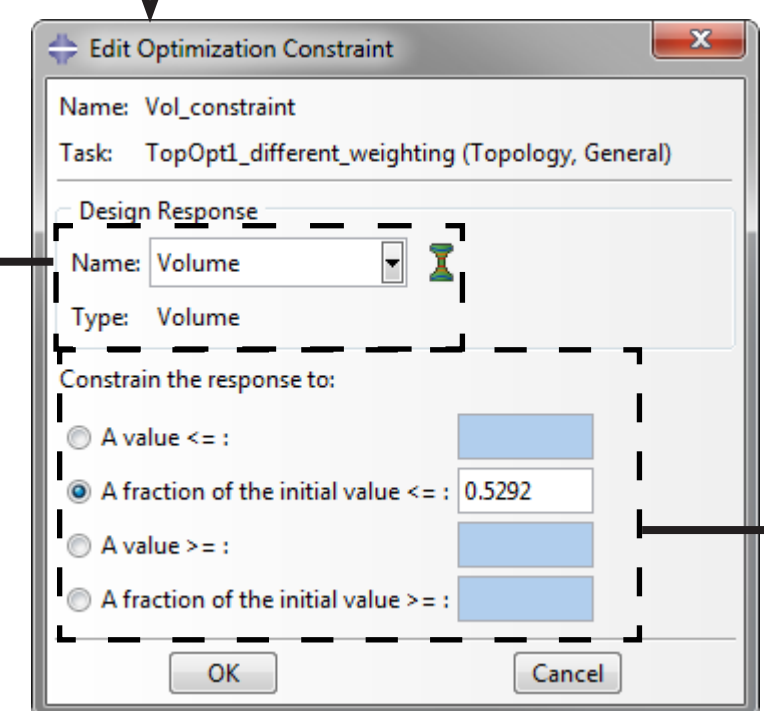 Edit Optimization Constraint
x
Name: Vol_constraint
Task: TopOpt1_different_weighting (Topology, General)
Design Response
Name: Volume
Type: Volume
Constrain the response to:
A value <= :
A fraction of the initial value <= : 0.5292
A value >= :
A fraction of the initial value >= :
OK Cancel